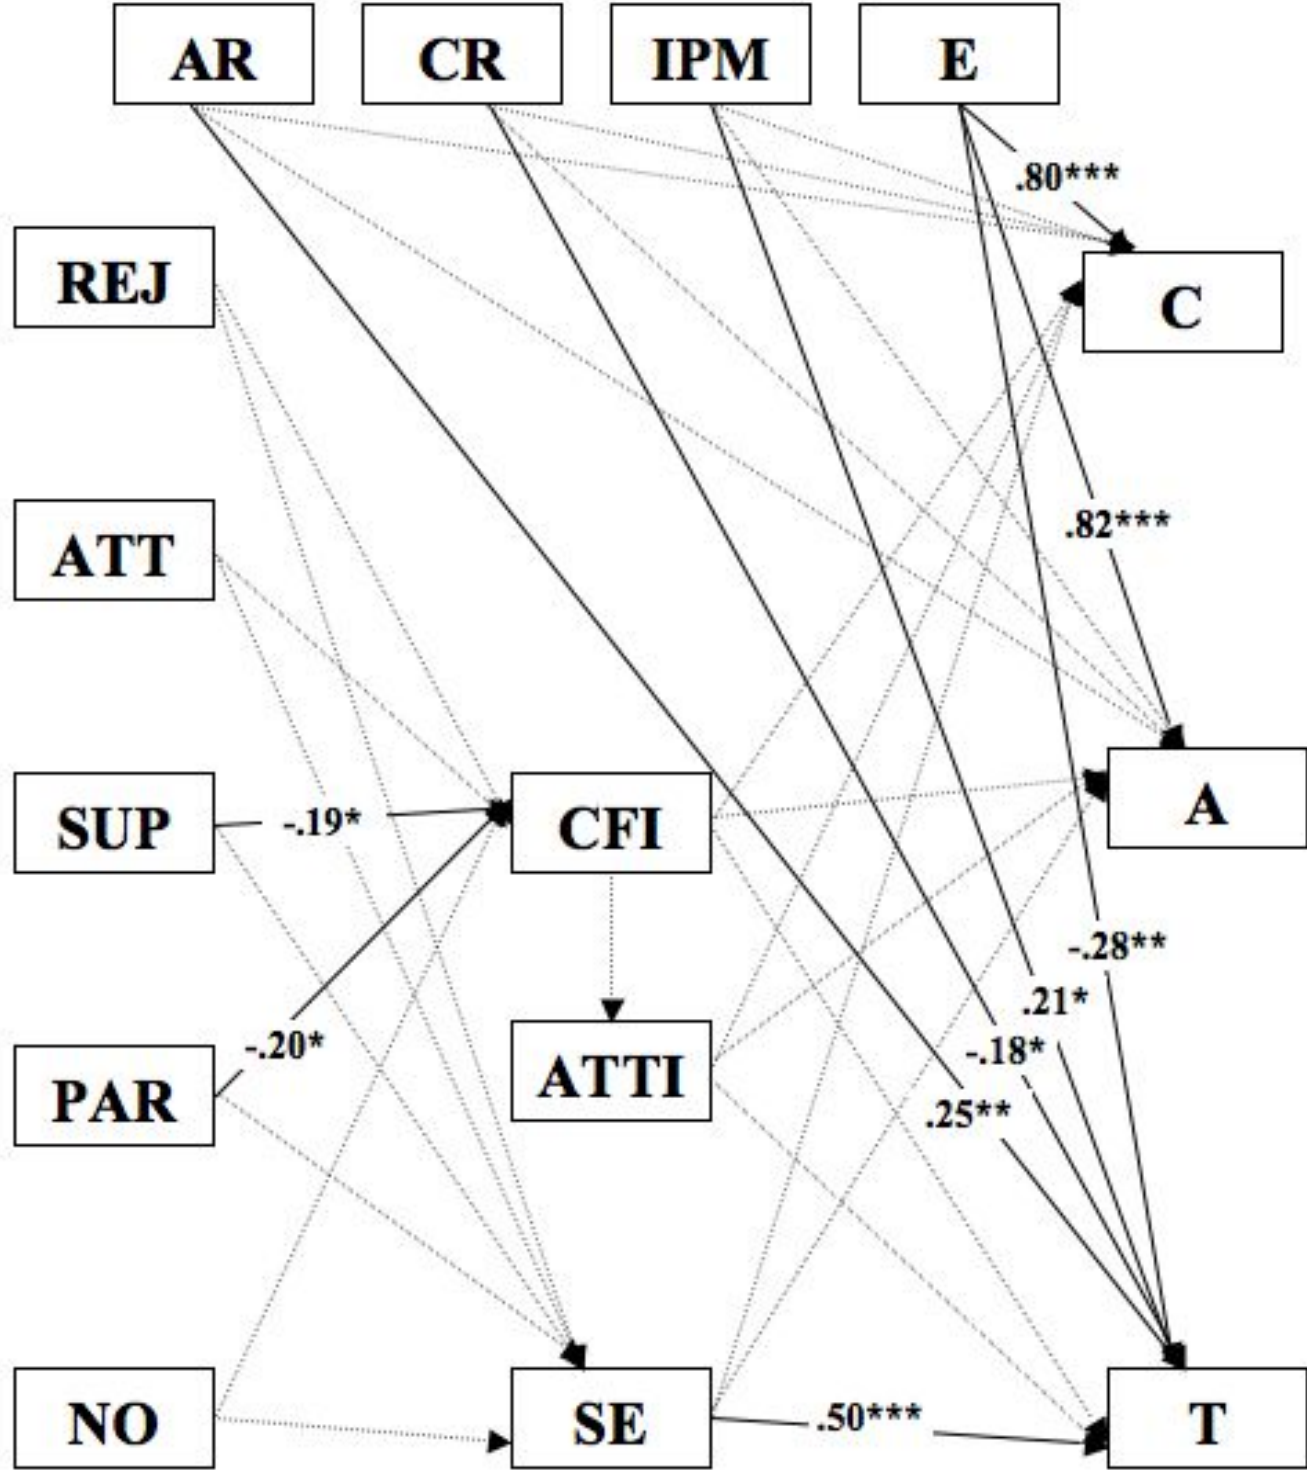 AR CR IPM E
.80***
REJ
C
.82***
ATT
SUP -.19* CFI A
-.28**
.21*
-.20* -.18*
PAR ATTI
.25**
NO SE .50*** T